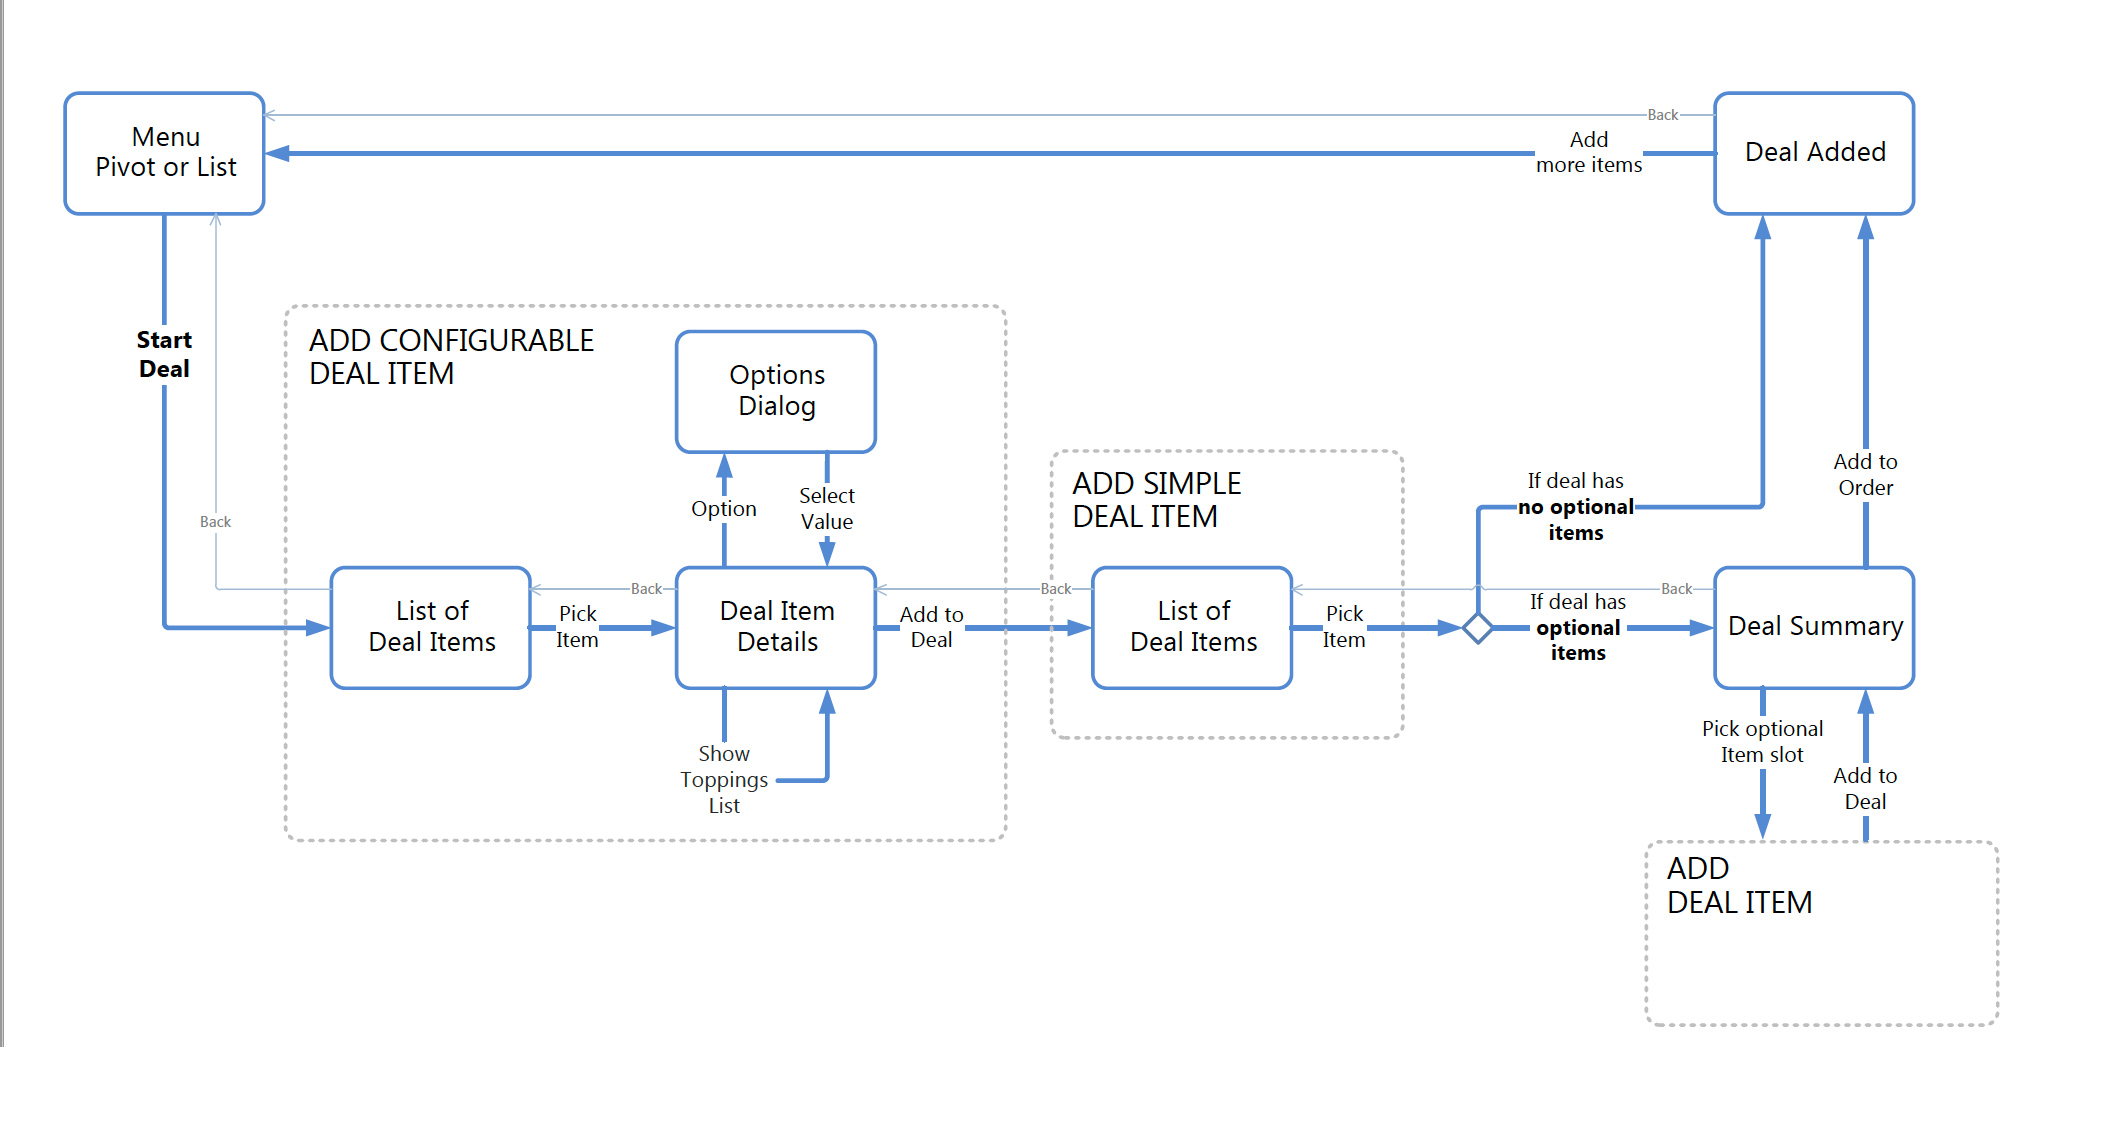 Menu
Pivot or List
Back
Add
more items
Deal Added
Start
Deal
Back
ADD CONFIGURABLE
DEAL ITEM
Options
Dialog
Option
Select
Value
List of
Deal Items
Back
Pick
Item
Deal Item
Details
Show
Toppings
List
Add to
Deal
Back
ADD SIMPLE
DEAL ITEM
List of
Deal Items
Pick
Item
If deal has
no optional
items
Back
If deal has
optional
items
Add to
Order
Deal Summary
Pick optional
Item slot
Add to
Deal
ADD
DEAL ITEM